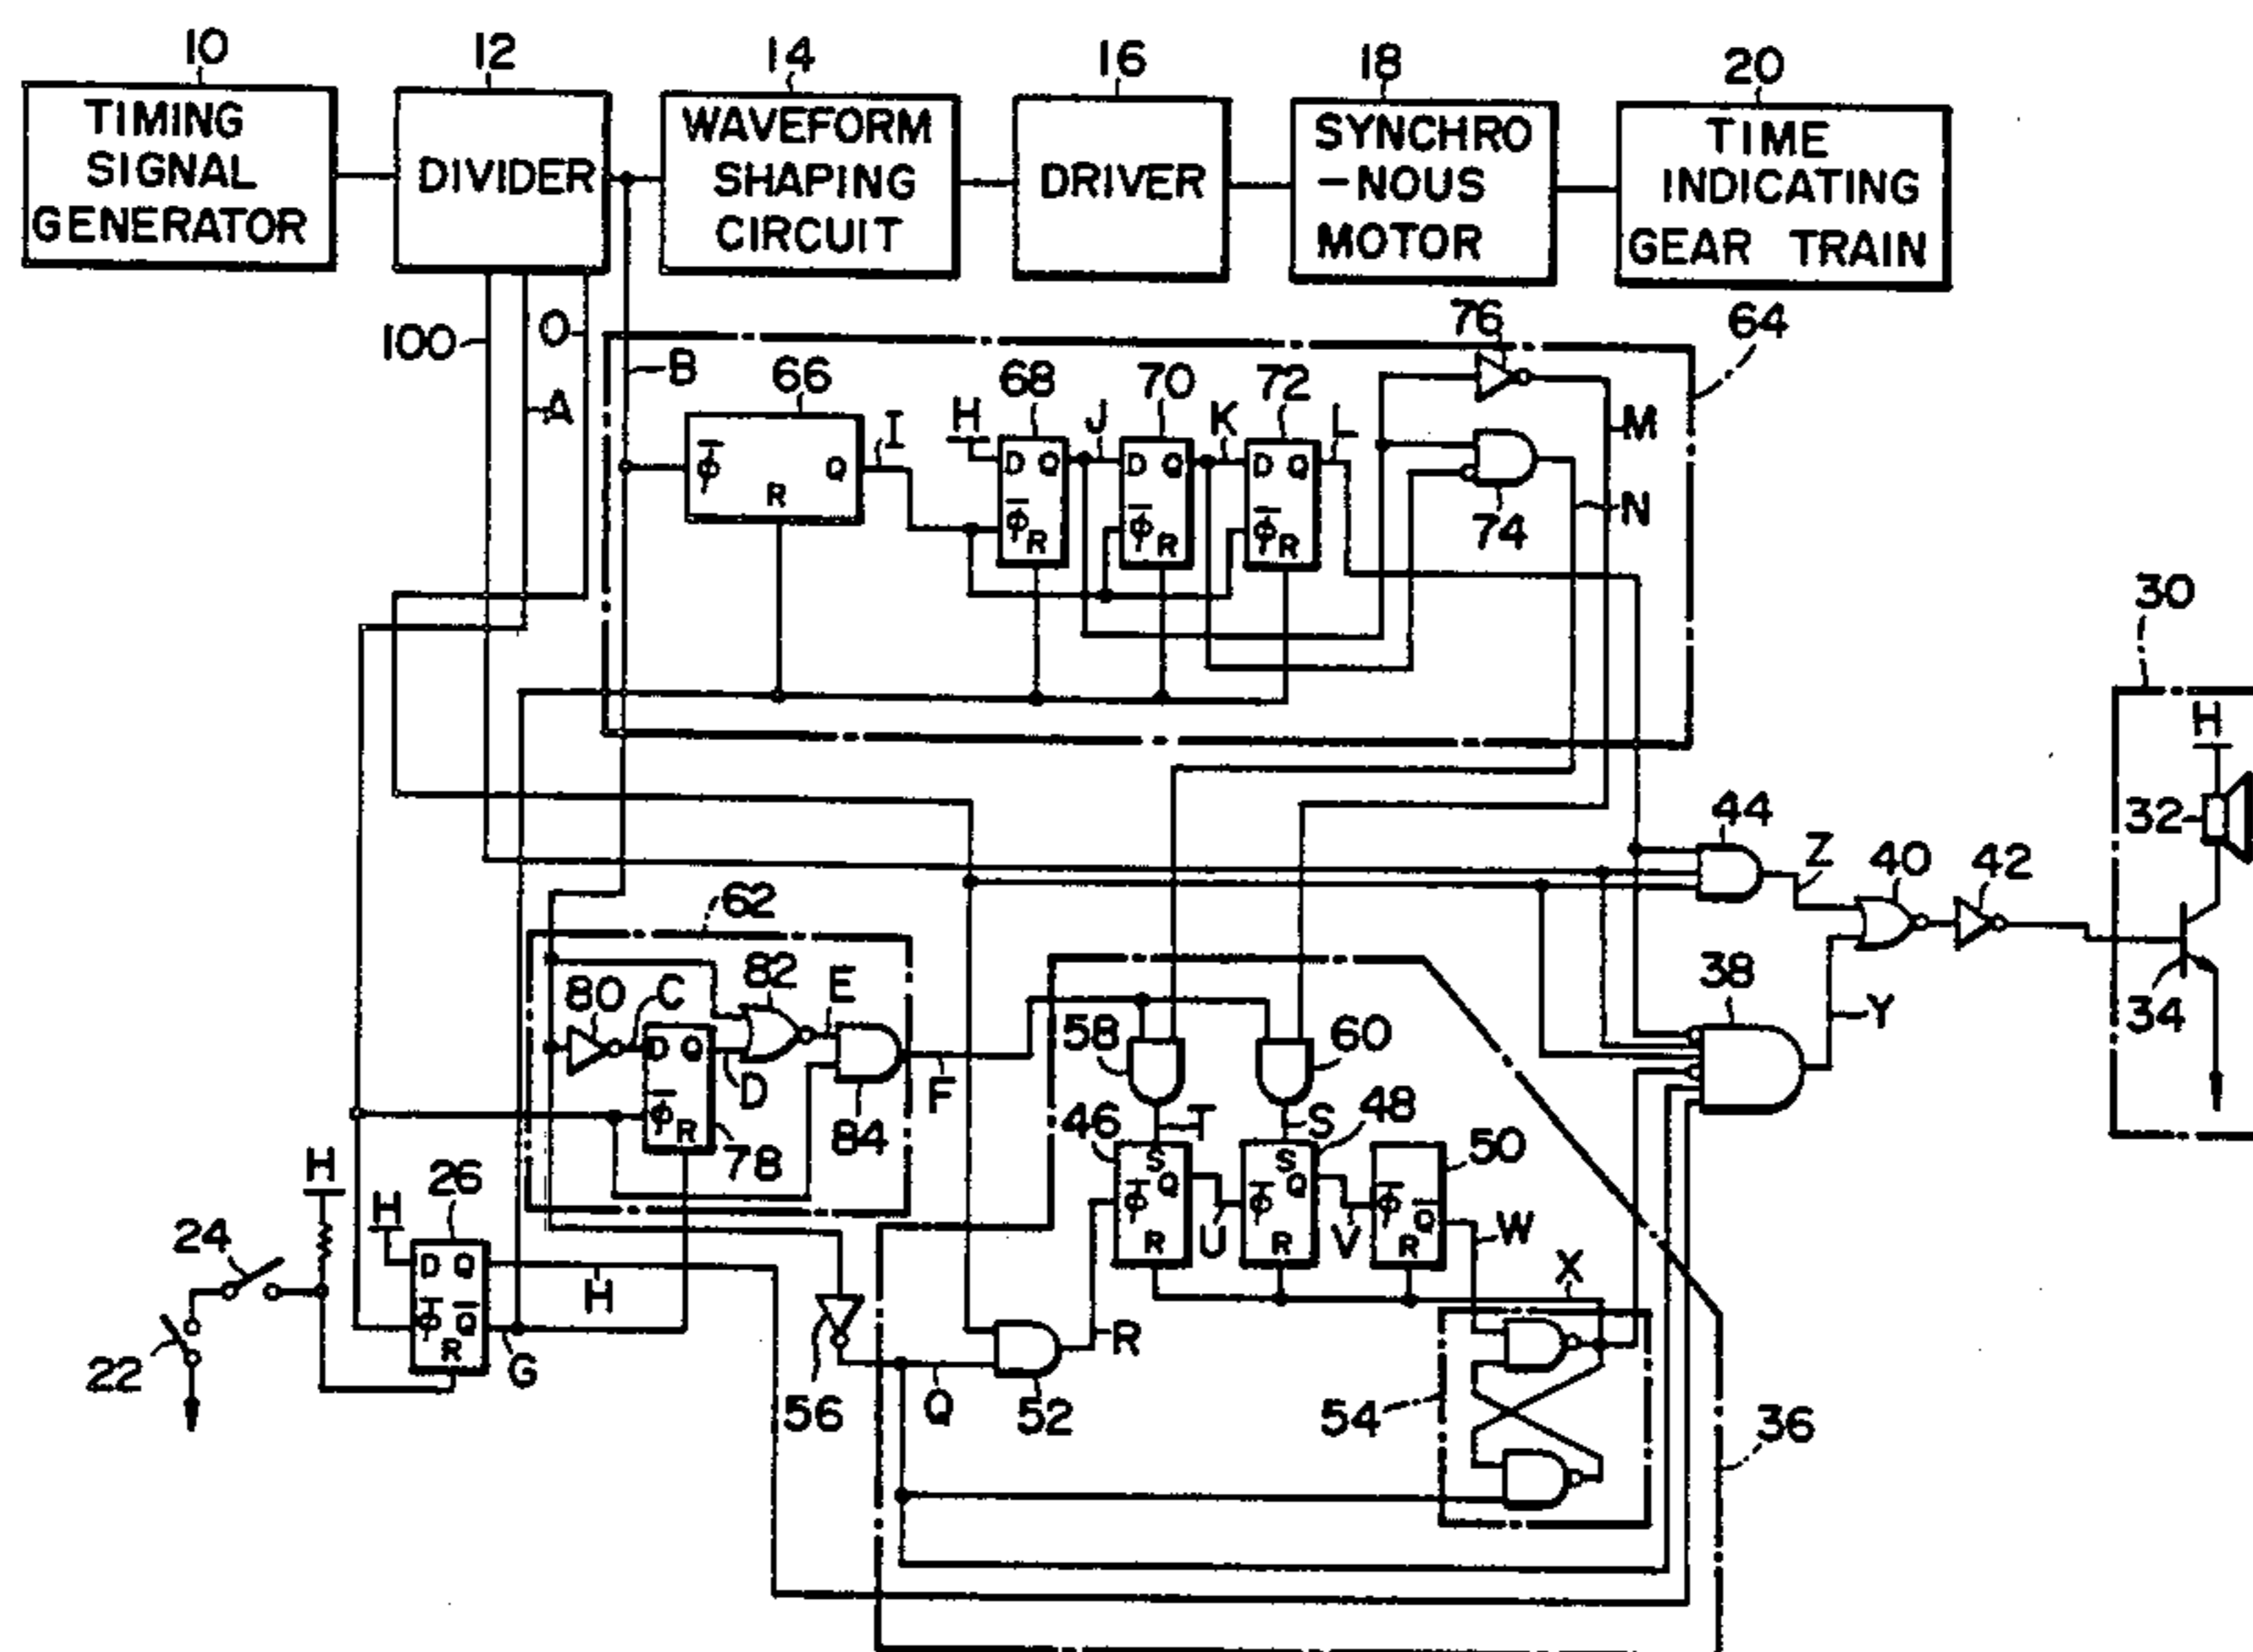 10
12
14
16
18
20
TIMING
SIGNAL
GENERATOR
DIVIDER
WAVEFORM
SHAPING
CIRCUIT
DRIVER
SYNCHRO
-NOUS
MOTOR
TIME
INDICATING
GEAR TRAIN
100
O
A
B
66
68
70
72
76
64
H
I
J
K
L
M
N
φ̅
Q
R
D Q
φ̅ R
D Q
φ̅ R
D Q
φ̅ R
74
30
H
32
34
44
Z
40
42
62
80
C
82
E
38
Y
D Q
D
φ̅
R
84
F
78
58
60
46
T
S
48
50
S
Q
φ̅
R
U
S
Q
φ̅
R
V
φ̅
Q̅
R
W
X
H
24
22
H
26
D Q
φ̅ Q̅
R
H
G
56
Q
52
R
54
36